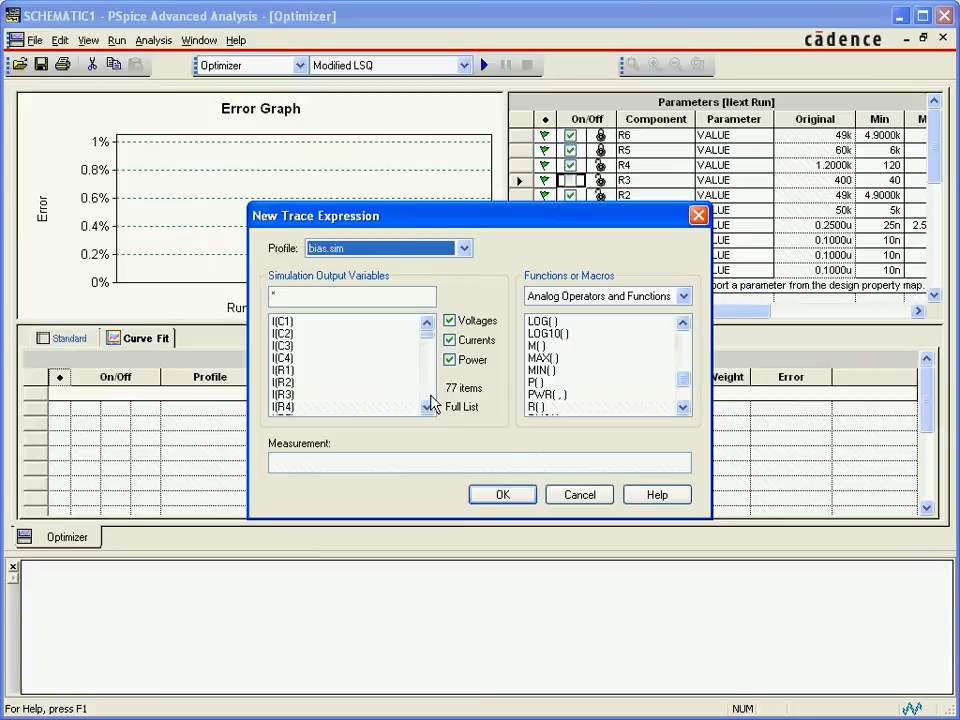 SCHEMATIC1 - PSpice Advanced Analysis - [Optimizer]
File Edit View Run Analysis Window Help
cādence
Optimizer
Modified LSQ
Error Graph
1%
0.8%
0.6%
0.4%
0.2%
0%
Error
Run
Parameters [Next Run]
On/Off Component Parameter Original Min M
R6 VALUE 49k 4.9000k
R5 VALUE 60k 6k
R4 VALUE 1.2000k 120
R3 VALUE 400 40
R2 VALUE 49k 4.9000k
VALUE 50k 5k
VALUE 0.2500u 25n 2.5
VALUE 0.1000u 10n
VALUE 0.1000u 10n
VALUE 0.1000u 10n
port a parameter from the design property map.
New Trace Expression
Profile: bias.sim
Simulation Output Variables
*
I(C1)
I(C2)
I(C3)
I(C4)
I(R1)
I(R2)
I(R3)
I(R4)
Voltages
Currents
Power
77 items
Full List
Functions or Macros
Analog Operators and Functions
LOG( )
LOG10( )
M( )
MAX( )
MIN( )
P( )
PWR( , )
R( )
Measurement:
OK
Cancel
Help
Standard
Curve Fit
On/Off Profile
Weight Error
Optimizer
For Help, press F1
NUM